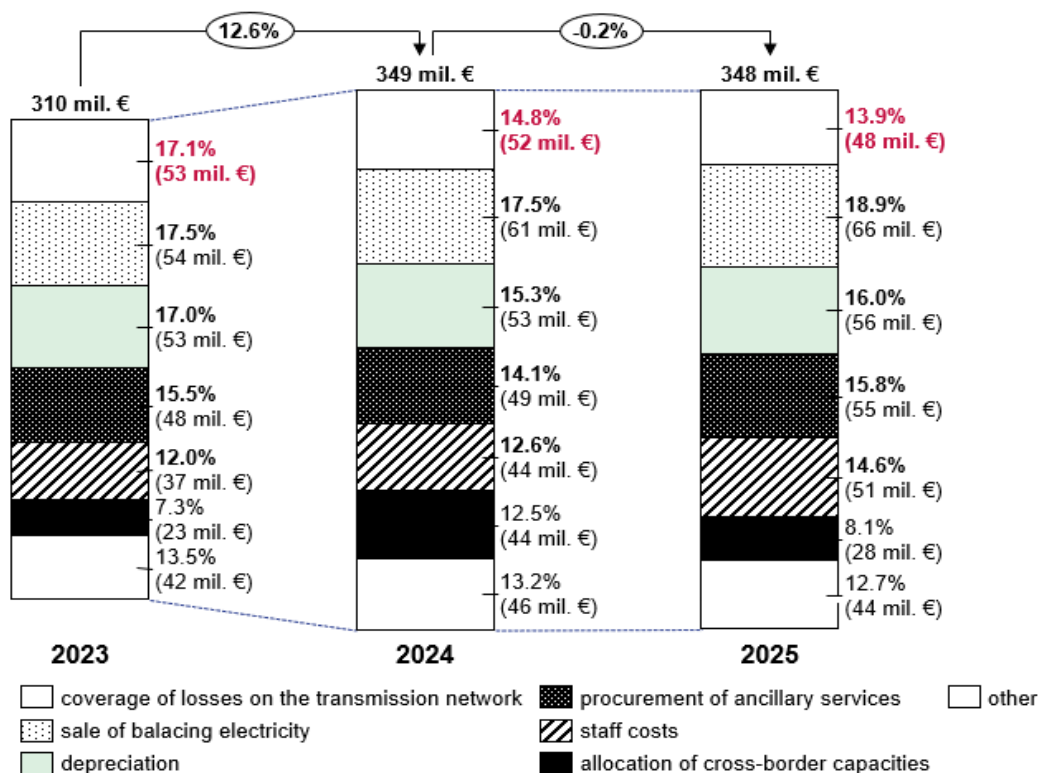 12.6%
-0.2%
310 mil. €
349 mil. €
348 mil. €
17.1%
(53 mil. €)
17.5%
(54 mil. €)
17.0%
(53 mil. €)
15.5%
(48 mil. €)
12.0%
(37 mil. €)
7.3%
(23 mil. €)
13.5%
(42 mil. €)
14.8%
(52 mil. €)
17.5%
(61 mil. €)
15.3%
(53 mil. €)
14.1%
(49 mil. €)
12.6%
(44 mil. €)
12.5%
(44 mil. €)
13.2%
(46 mil. €)
13.9%
(48 mil. €)
18.9%
(66 mil. €)
16.0%
(56 mil. €)
15.8%
(55 mil. €)
14.6%
(51 mil. €)
8.1%
(28 mil. €)
12.7%
(44 mil. €)
2023
2024
2025
coverage of losses on the transmission network
sale of balacing electricity
depreciation
procurement of ancillary services
staff costs
allocation of cross-border capacities
other